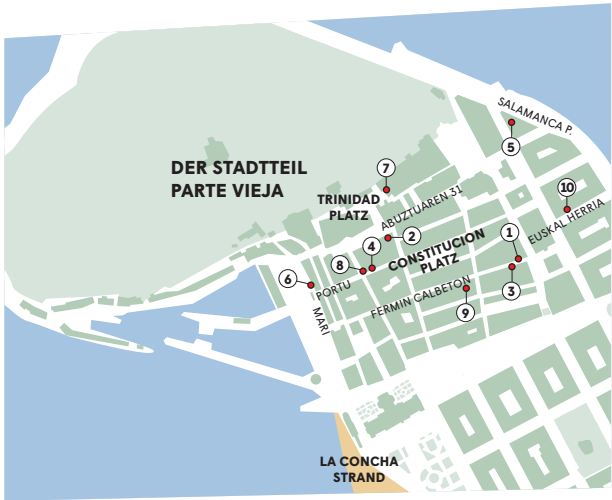 SALAMANCA P.
5
7
DER STADTTEIL
PARTE VIEJA
TRINIDAD
PLATZ
ABUZTUAREN 31
10
EUSKAL HERRIA
1
2
CONSTITUCION
PLATZ
4
8
6
PORTU
3
FERMIN CALBETON
9
MARI
LA CONCHA
STRAND